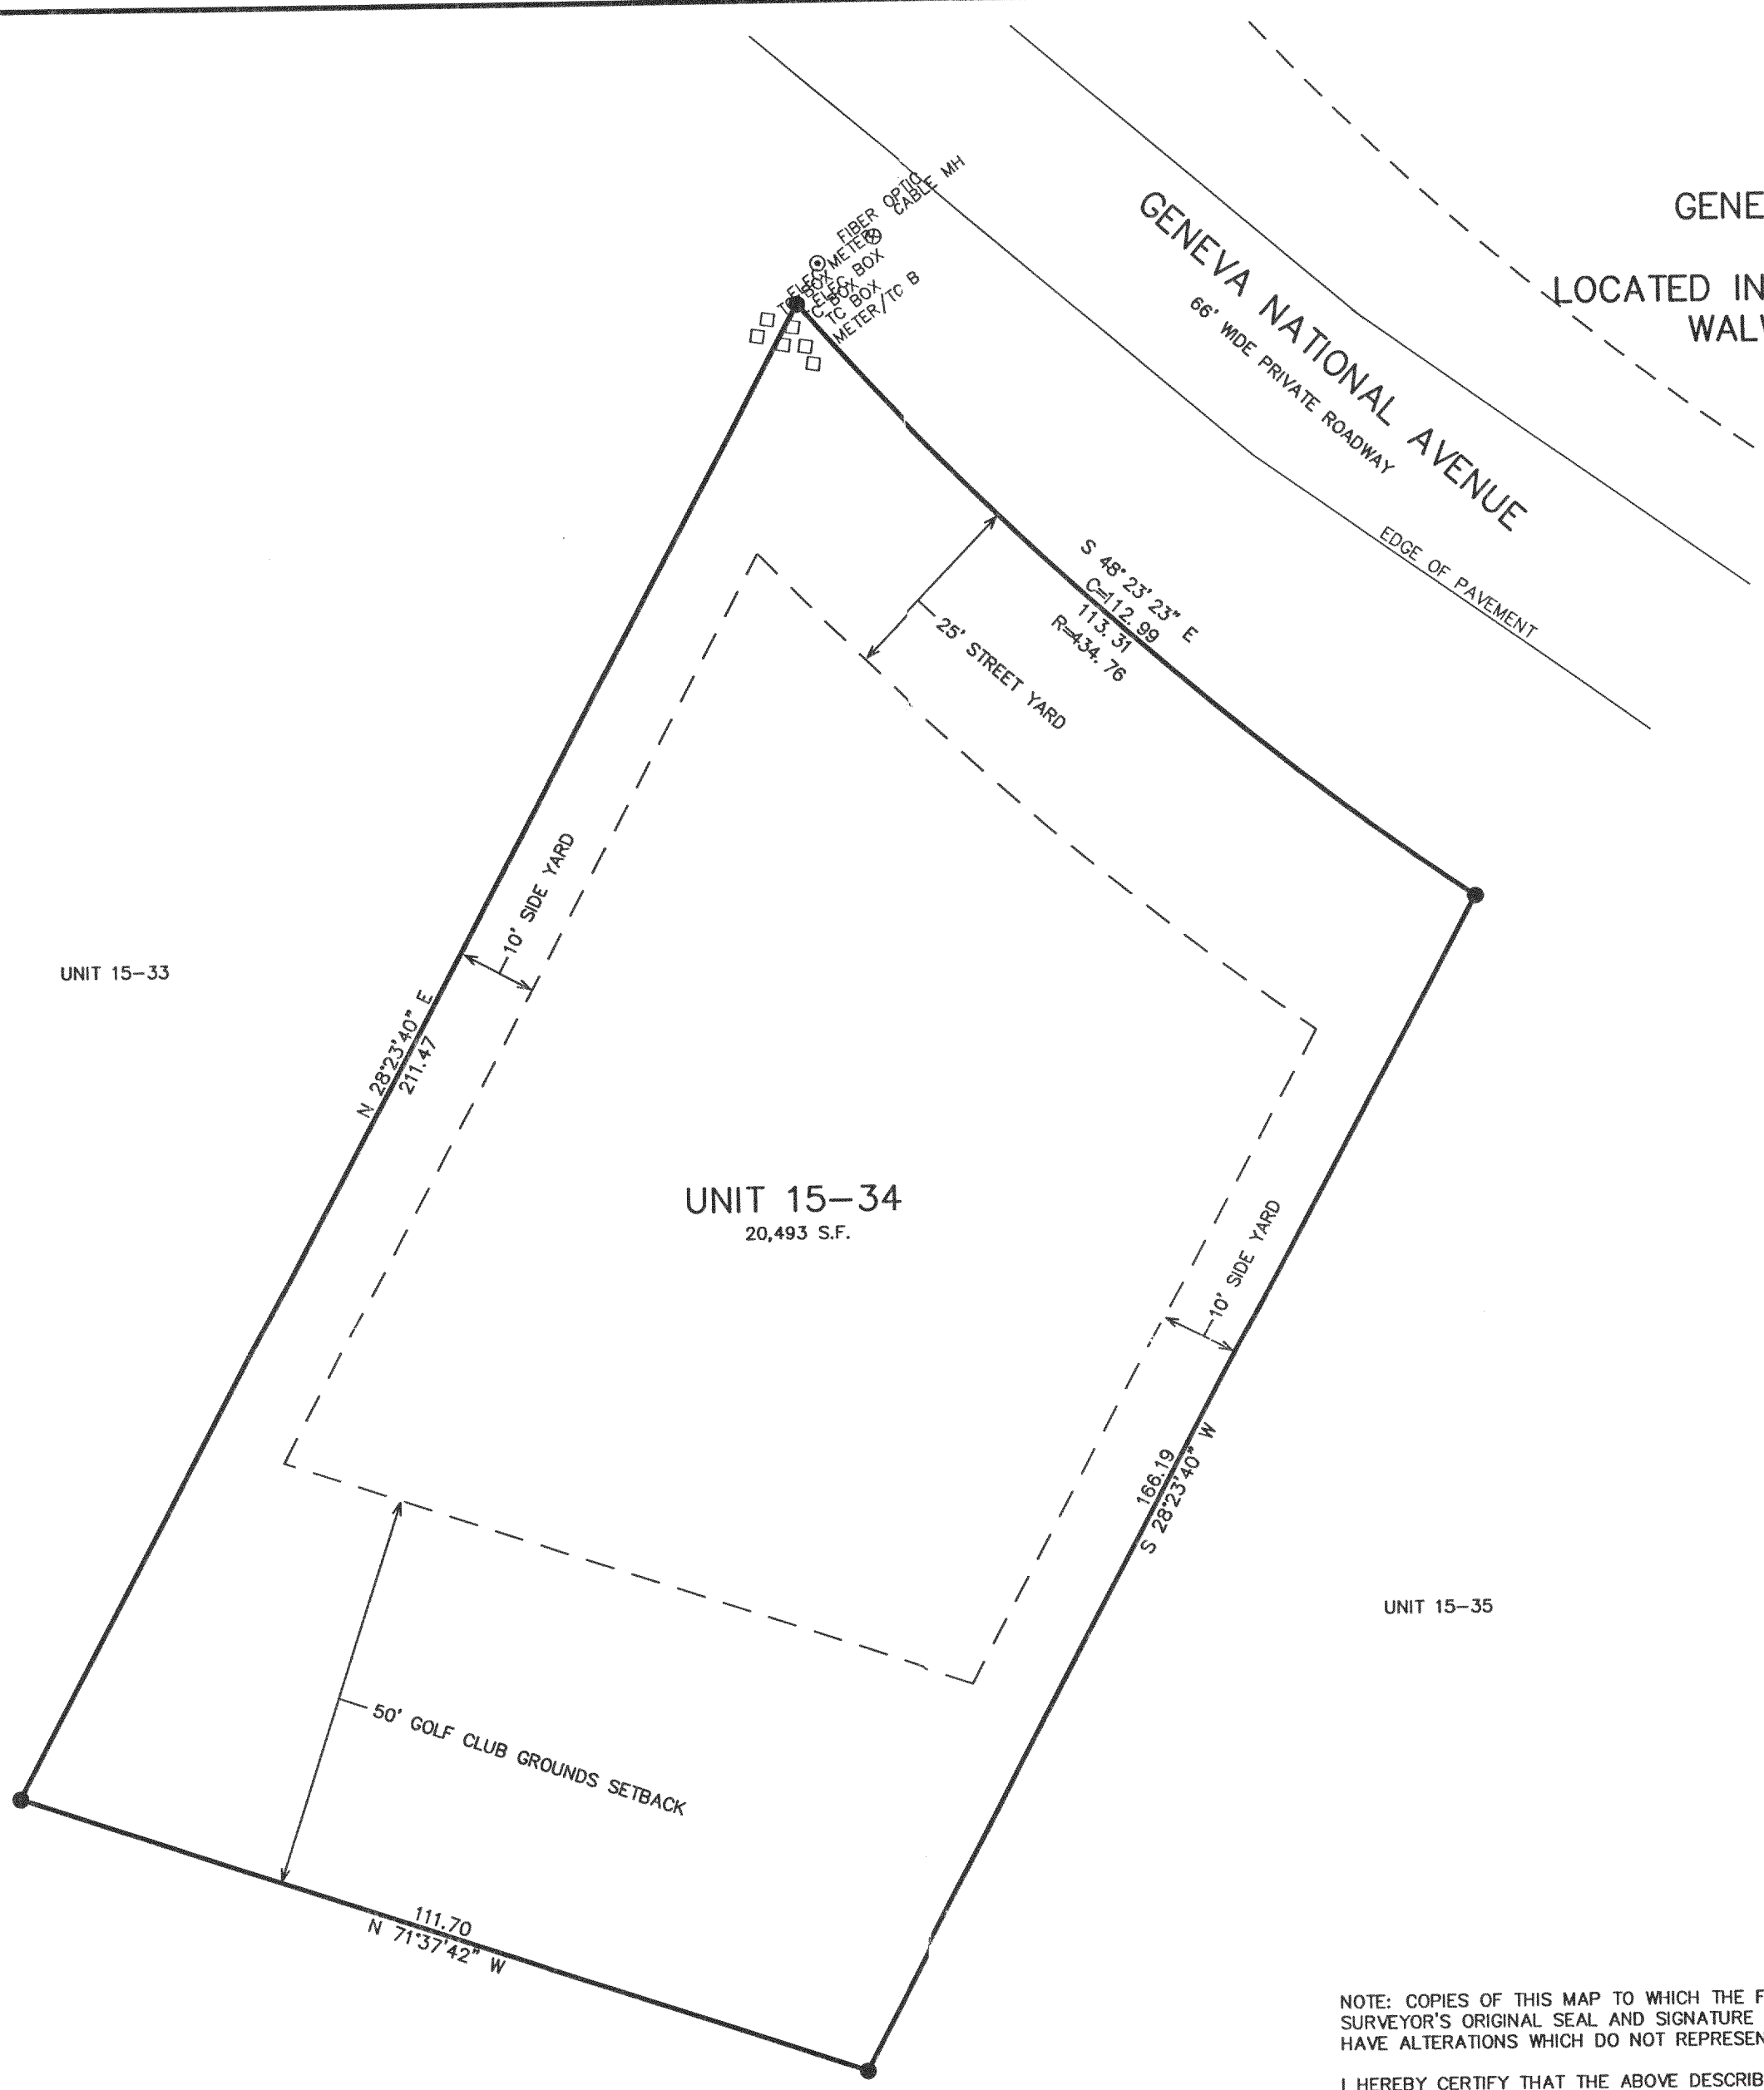 GENE
LOCATED IN
WALW
FIBER OPTIC
CABLE MH
ELEC METER
TC BOX
ELEC BOX
TC BOX
METER/TC B
GENEVA NATIONAL AVENUE
66' WIDE PRIVATE ROADWAY
EDGE OF PAVEMENT
S 48°23'23" E
C=112.99
113.31
R=434.76
25' STREET YARD
10' SIDE YARD
UNIT 15-33
N 28°23'40" E
211.47
UNIT 15-34
20,493 S.F.
10' SIDE YARD
166.19
S 28°23'40" W
UNIT 15-35
50' GOLF CLUB GROUNDS SETBACK
111.70
N 71°37'42" W
NOTE: COPIES OF THIS MAP TO WHICH THE F
SURVEYOR'S ORIGINAL SEAL AND SIGNATURE
HAVE ALTERATIONS WHICH DO NOT REPRESEN
I HEREBY CERTIFY THAT THE ABOVE DESCRIB